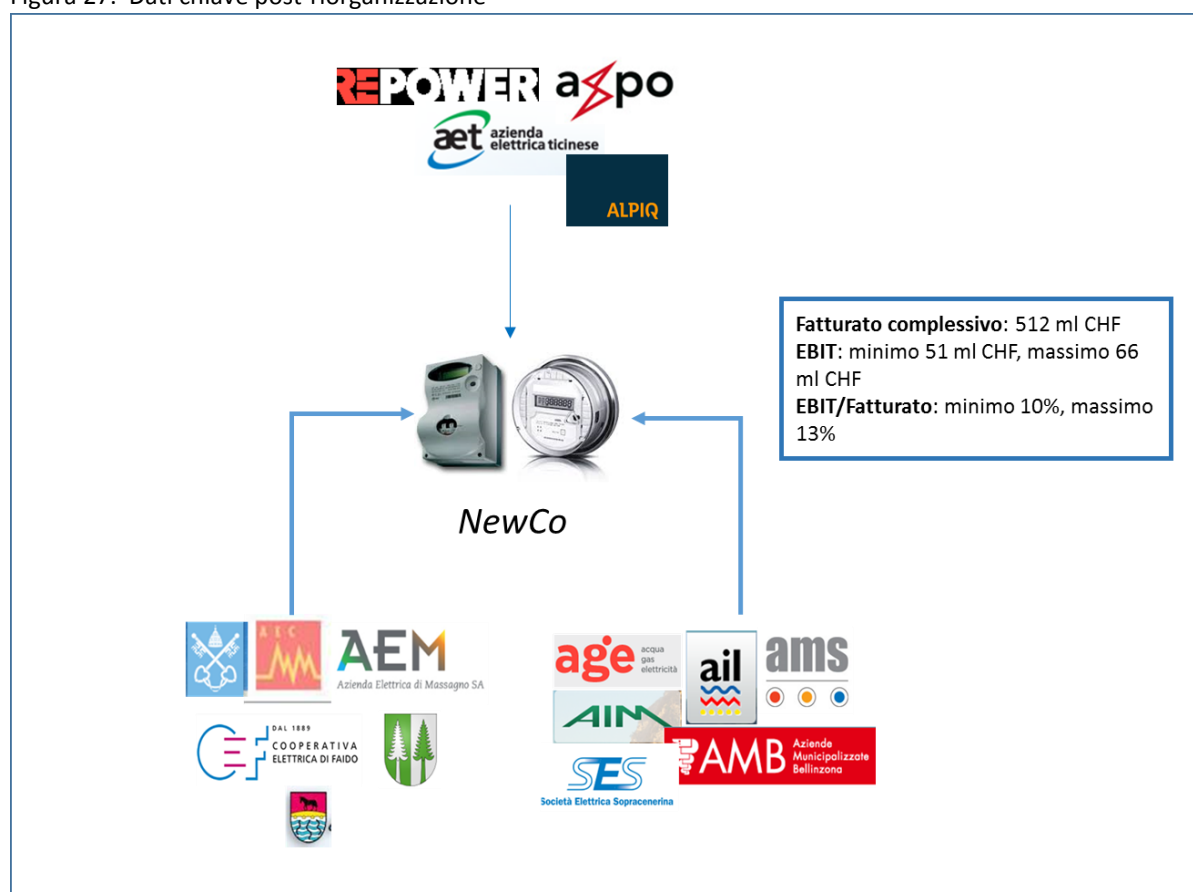 Figura 27: Dati chiave post-riorganizzazione
REPOWER
axpo
aet azienda
elettrica ticinese
ALPIQ
Fatturato complessivo: 512 ml CHF
EBIT: minimo 51 ml CHF, massimo 66
ml CHF
EBIT/Fatturato: minimo 10%, massimo
13%
NewCo
AEC
AEM
Azienda Elettrica di Massagno SA
DAL 1889
CEF COOPERATIVA
ELETTRICA DI FAIDO
age acqua
gas
elettricità
ail
ams
AIM
AMB Aziende
Municipalizzate
Bellinzona
SES
Società Elettrica Sopracenerina